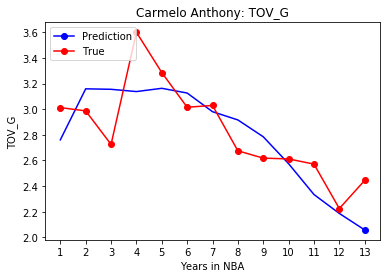 Carmelo Anthony: TOV_G
Prediction
True
3.6
3.4
3.2
3.0
2.8
2.6
2.4
2.2
2.0
TOV_G
1 2 3 4 5 6 7 8 9 10 11 12 13
Years in NBA